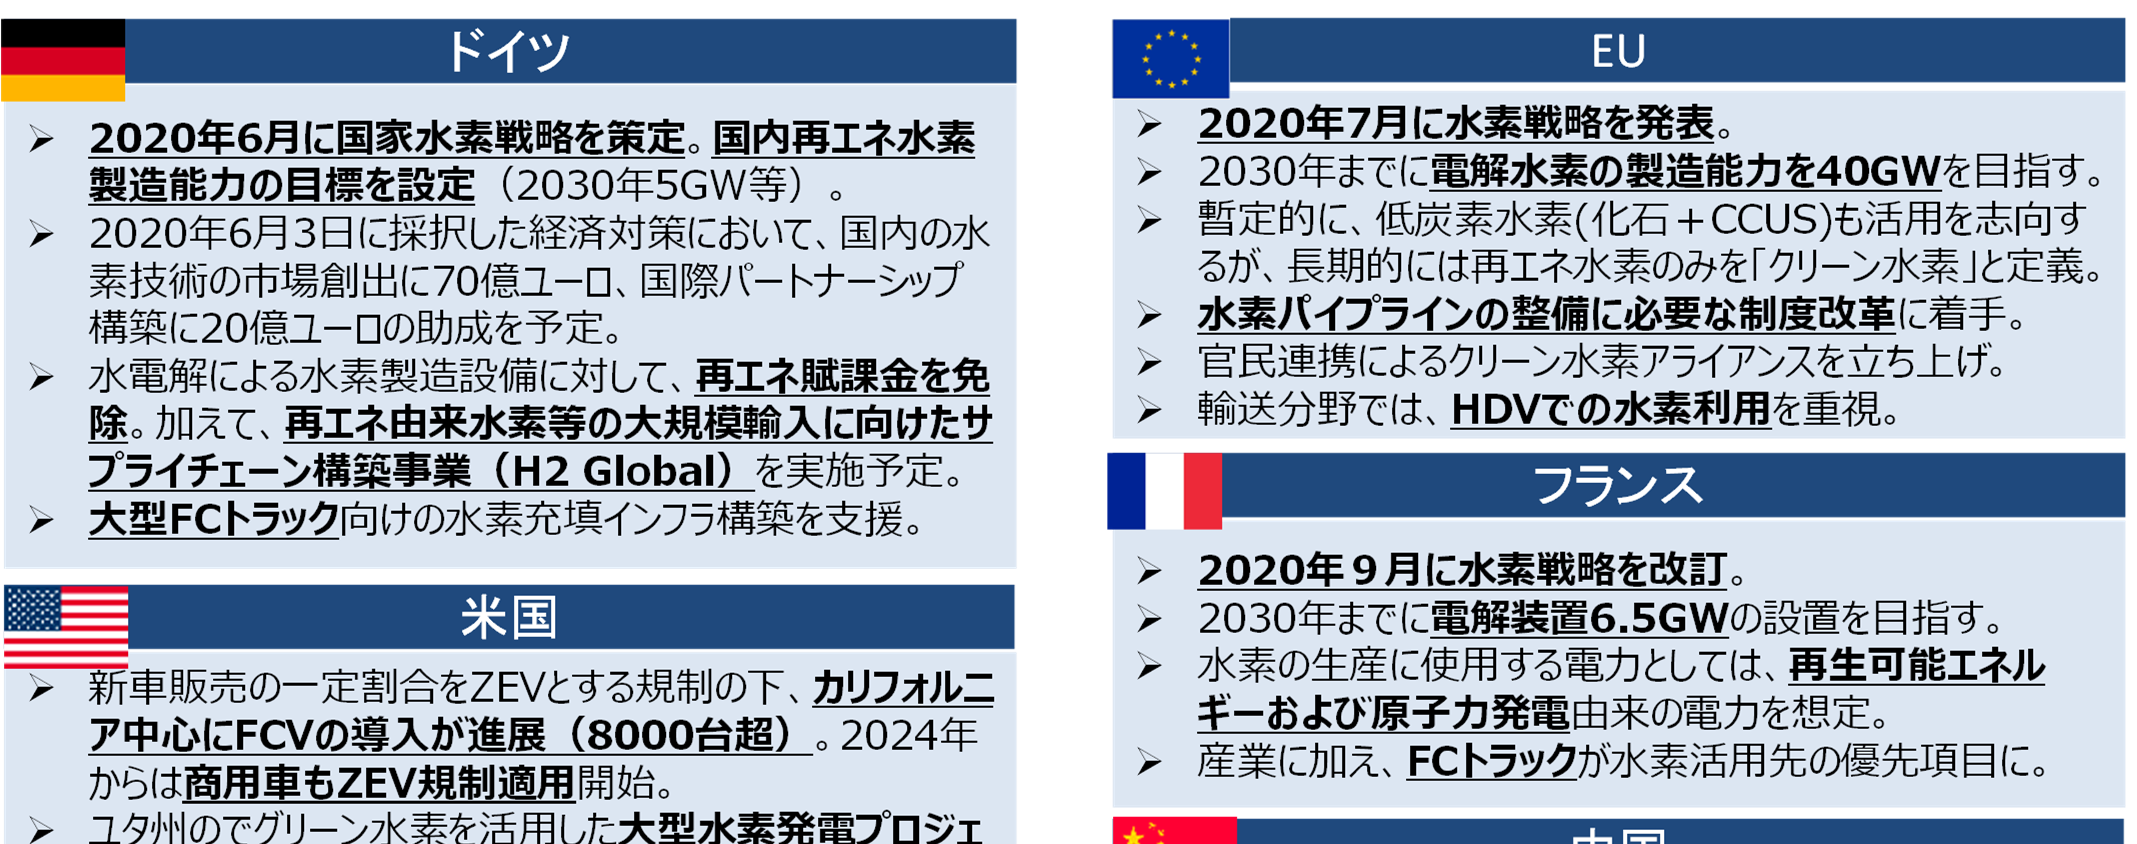 ドイツ
➢ 2020年6月に国家水素戦略を策定。国内再エネ水素
製造能力の目標を設定（2030年5GW等）。
➢ 2020年6月3日に採択した経済対策において、国内の水
素技術の市場創出に70億ユーロ、国際パートナーシップ
構築に20億ユーロの助成を予定。
➢ 水電解による水素製造設備に対して、再エネ賦課金を免
除。加えて、再エネ由来水素等の大規模輸入に向けたサ
プライチェーン構築事業（H2 Global）を実施予定。
➢ 大型FCトラック向けの水素充填インフラ構築を支援。
米国
➢ 新車販売の一定割合をZEVとする規制の下、カリフォルニ
ア中心にFCVの導入が進展（8000台超）。2024年
からは商用車もZEV規制適用開始。
➢ ユタ州のでグリーン水素を活用した大型水素発電プロジェ
EU
➢ 2020年7月に水素戦略を発表。
➢ 2030年までに電解水素の製造能力を40GWを目指す。
➢ 暫定的に、低炭素水素(化石＋CCUS)も活用を志向す
るが、長期的には再エネ水素のみを「クリーン水素」と定義。
➢ 水素パイプラインの整備に必要な制度改革に着手。
➢ 官民連携によるクリーン水素アライアンスを立ち上げ。
➢ 輸送分野では、HDVでの水素利用を重視。
フランス
➢ 2020年９月に水素戦略を改訂。
➢ 2030年までに電解装置6.5GWの設置を目指す。
➢ 水素の生産に使用する電力としては、再生可能エネル
ギーおよび原子力発電由来の電力を想定。
➢ 産業に加え、FCトラックが水素活用先の優先項目に。
中国